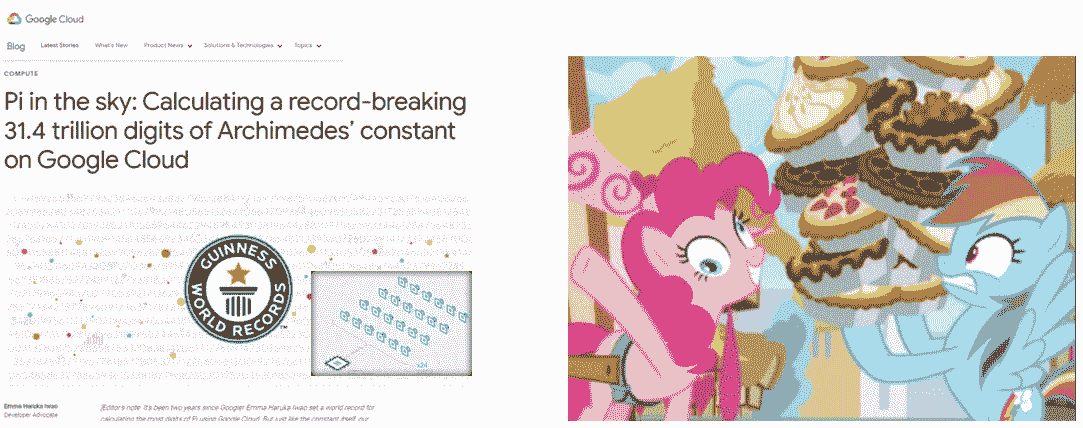 Google Cloud
Blog Latest Stories What's New Product News Solutions & Technologies Topics
COMPUTE
Pi in the sky: Calculating a record-breaking
31.4 trillion digits of Archimedes' constant
on Google Cloud
GUINNESS
WORLD RECORDS
TM
x24
Emma Haruka Iwao
Developer Advocate
[Editor's note: It's been two years since Googler Emma Haruka Iwao set a world record for
calculating the most digits of Pi using Google Cloud. But just like the constant itself, our